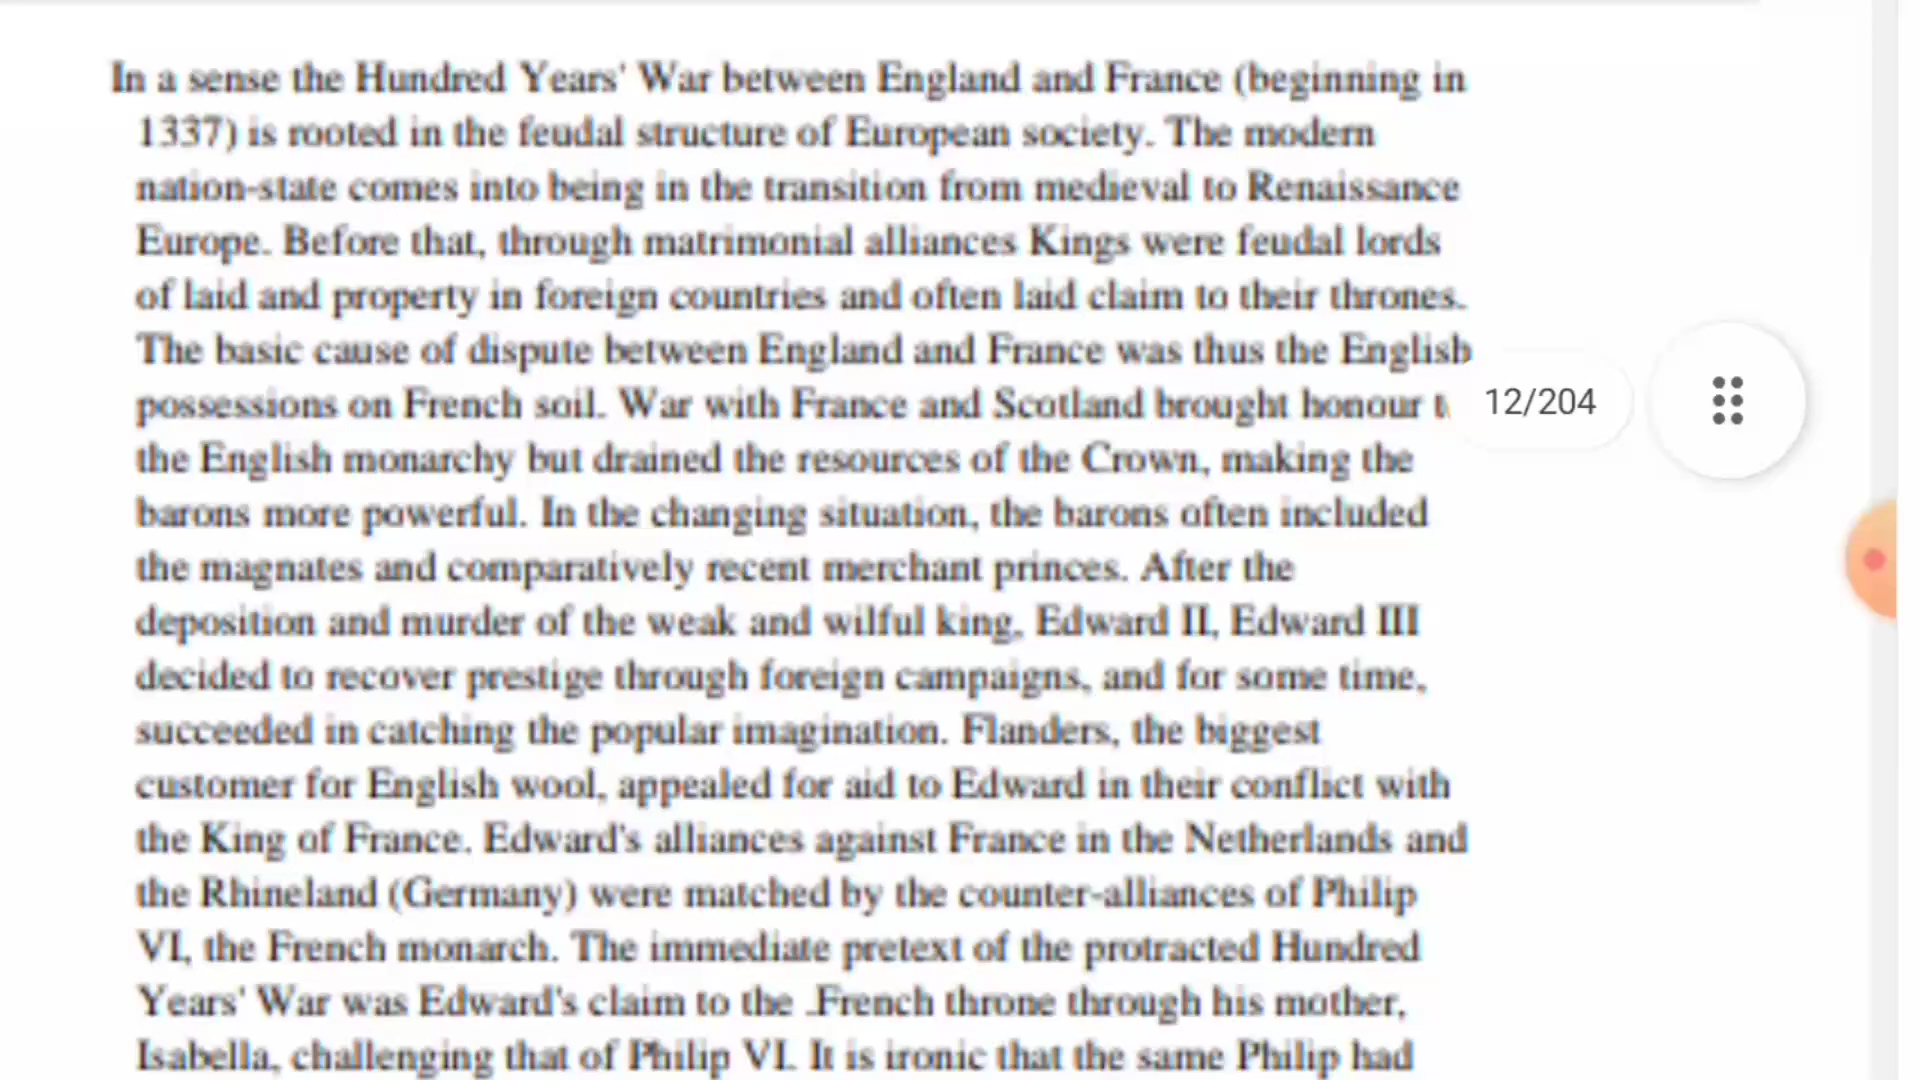 In a sense the Hundred Years' War between England and France (beginning in
1337) is rooted in the feudal structure of European society. The modern
nation-state comes into being in the transition from medieval to Renaissance
Europe. Before that, through matrimonial alliances Kings were feudal lords
of laid and property in foreign countries and often laid claim to their thrones.
The basic cause of dispute between England and France was thus the English
possessions on French soil. War with France and Scotland brought honour
12/204
the English monarchy but drained the resources of the Crown, making the
barons more powerful. In the changing situation, the barons often included
the magnates and comparatively recent merchant princes. After the
deposition and murder of the weak and wilful king, Edward II, Edward III
decided to recover prestige through foreign campaigns, and for some time,
succeeded in catching the popular imagination. Flanders, the biggest
customer for English wool, appealed for aid to Edward in their conflict with
the King of France. Edward's alliances against France in the Netherlands and
the Rhineland (Germany) were matched by the counter-alliances of Philip
VI, the French monarch. The immediate pretext of the protracted Hundred
Years' War was Edward's claim to the .French throne through his mother,
Isabella, challenging that of Philip VI. It is ironic that the same Philip had